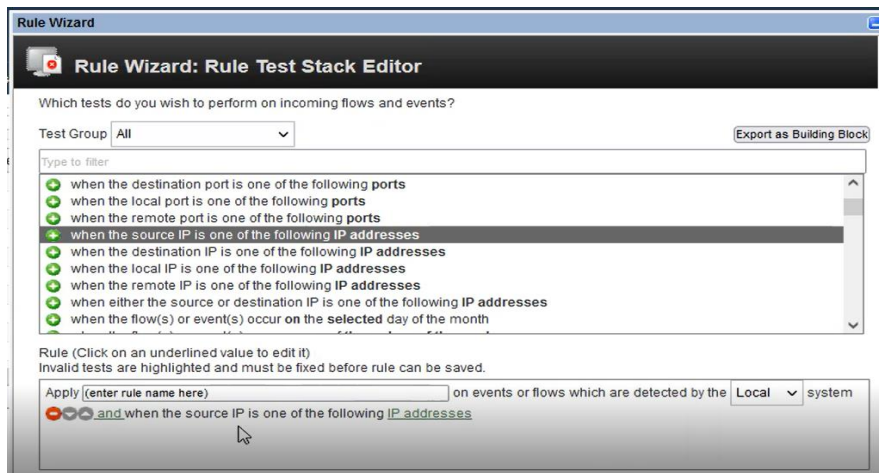 Rule Wizard
Rule Wizard: Rule Test Stack Editor
Which tests do you wish to perform on incoming flows and events?
Test Group All
Export as Building Block
Type to filter
when the destination port is one of the following ports
when the local port is one of the following ports
when the remote port is one of the following ports
when the source IP is one of the following IP addresses
when the destination IP is one of the following IP addresses
when the local IP is one of the following IP addresses
when the remote IP is one of the following IP addresses
when either the source or destination IP is one of the following IP addresses
when the flow(s) or event(s) occur on the selected day of the month
Rule (Click on an underlined value to edit it)
Invalid tests are highlighted and must be fixed before rule can be saved.
Apply (enter rule name here) on events or flows which are detected by the Local system
and when the source IP is one of the following IP addresses